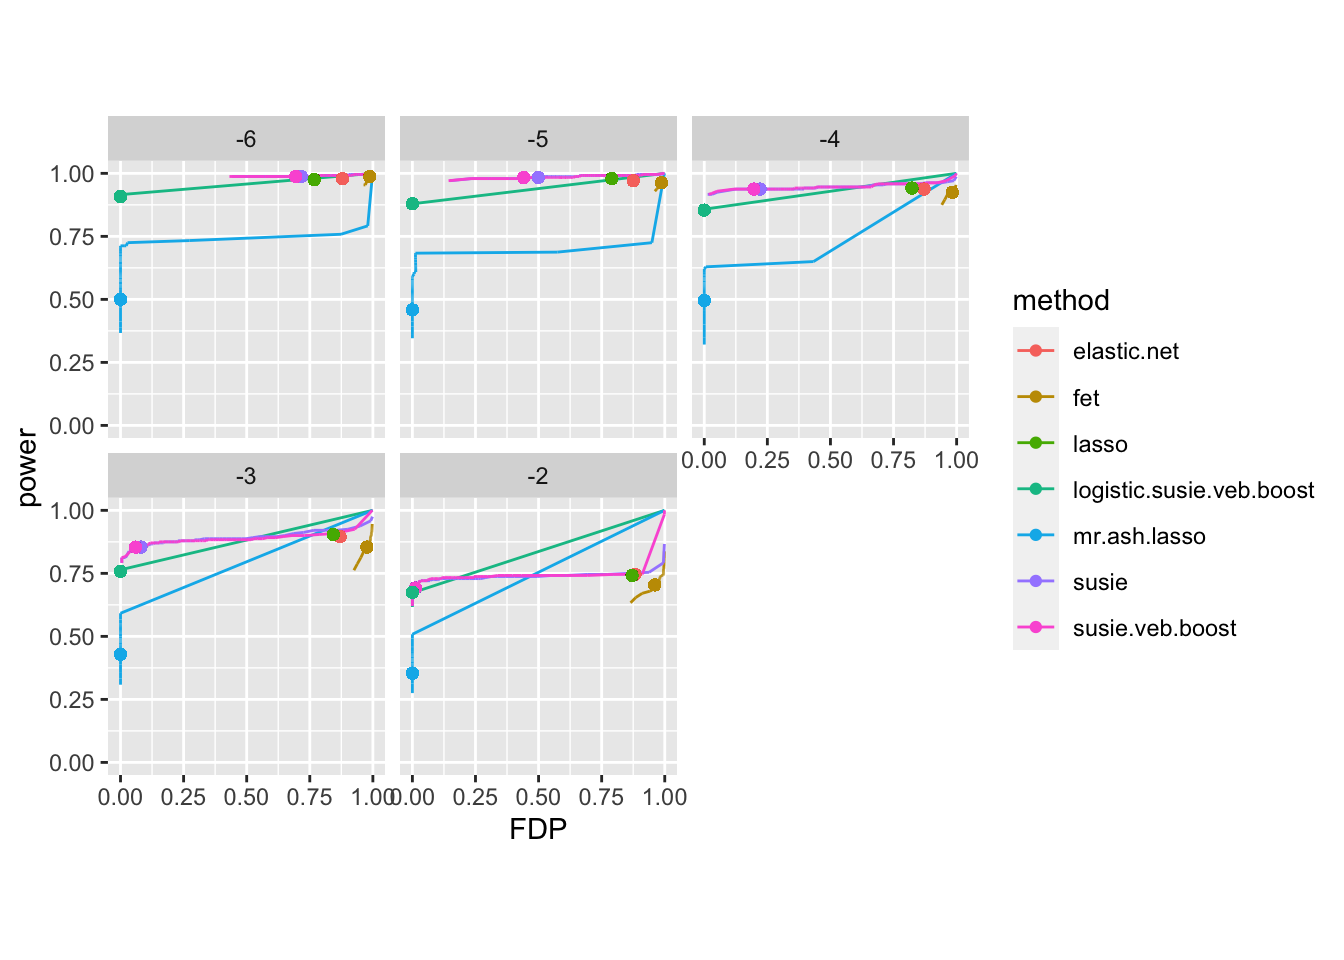 -6
-5
-4
1.00
0.75
0.50
0.25
0.00
0.00 0.25 0.50 0.75 1.00
-3
-2
1.00
0.75
0.50
0.25
0.00
0.00 0.25 0.50 0.75 1.00
0.00 0.25 0.50 0.75 1.00
power
FDP
method
elastic.net
fet
lasso
logistic.susie.veb.boost
mr.ash.lasso
susie
susie.veb.boost